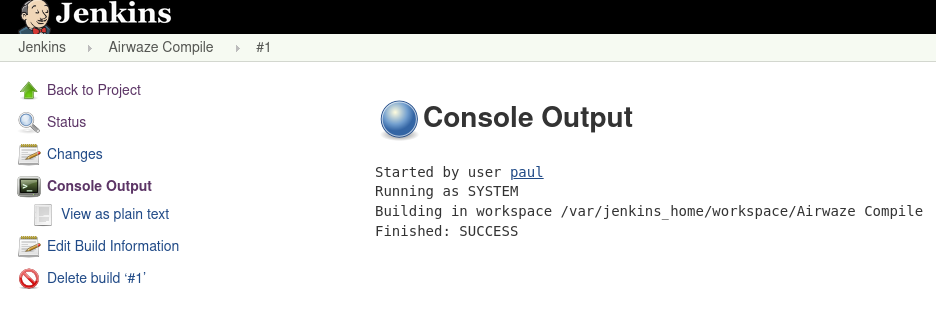 Jenkins
Jenkins Airwaze Compile #1
Back to Project
Status
Changes
Console Output
View as plain text
Edit Build Information
Delete build ‘#1’
Console Output
Started by user paul
Running as SYSTEM
Building in workspace /var/jenkins_home/workspace/Airwaze Compile
Finished: SUCCESS